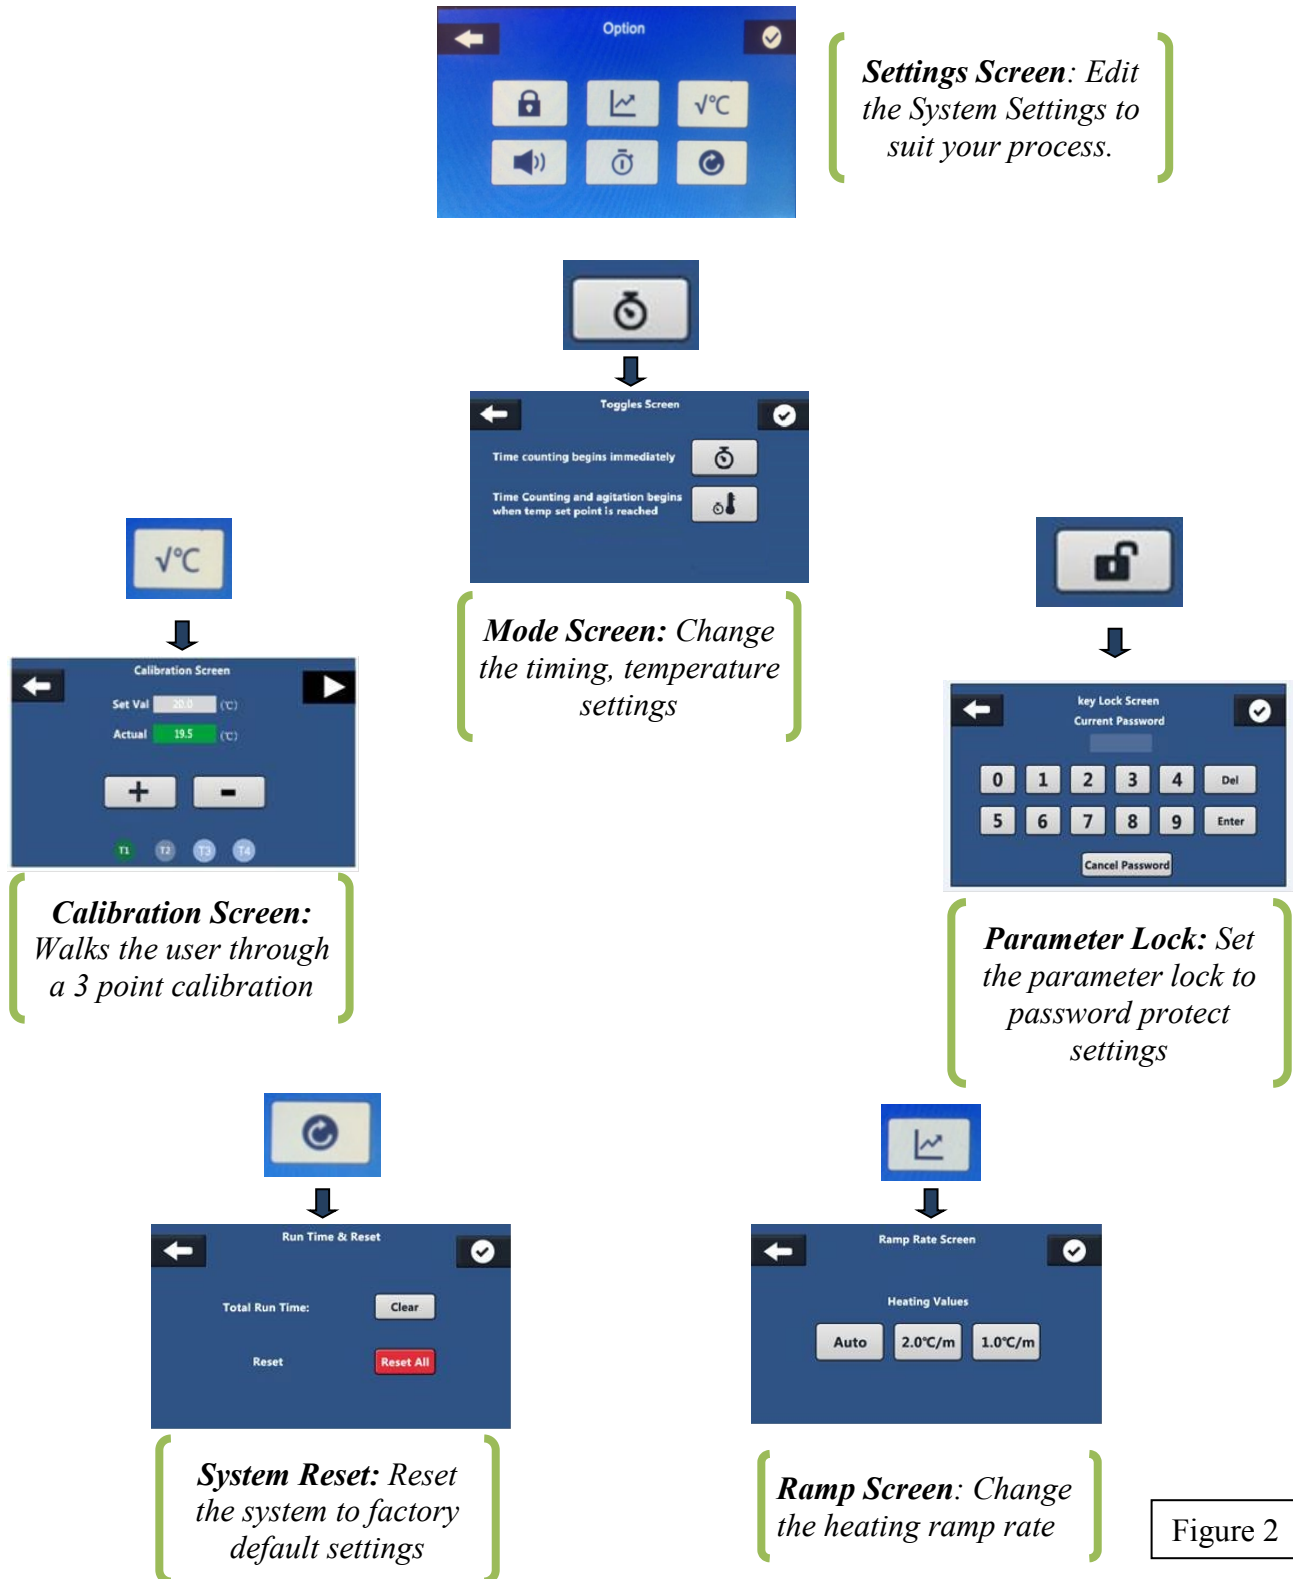 Option
√°C
Settings Screen: Edit
the System Settings to
suit your process.
Toggles Screen
Time counting begins immediately
Time Counting and agitation begins
when temp set point is reached
Mode Screen: Change
the timing, temperature
settings
√°C
Calibration Screen
Set Val 20.0 (°C)
Actual 19.5 (°C)
+ -
T1 T2 T3 T4
Calibration Screen:
Walks the user through
a 3 point calibration
key Lock Screen
Current Password
0 1 2 3 4 Del
5 6 7 8 9 Enter
Cancel Password
Parameter Lock: Set
the parameter lock to
password protect
settings
Run Time & Reset
Total Run Time: Clear
Reset Reset All
System Reset: Reset
the system to factory
default settings
Ramp Rate Screen
Heating Values
Auto 2.0°C/m 1.0°C/m
Ramp Screen: Change
the heating ramp rate
Figure 2